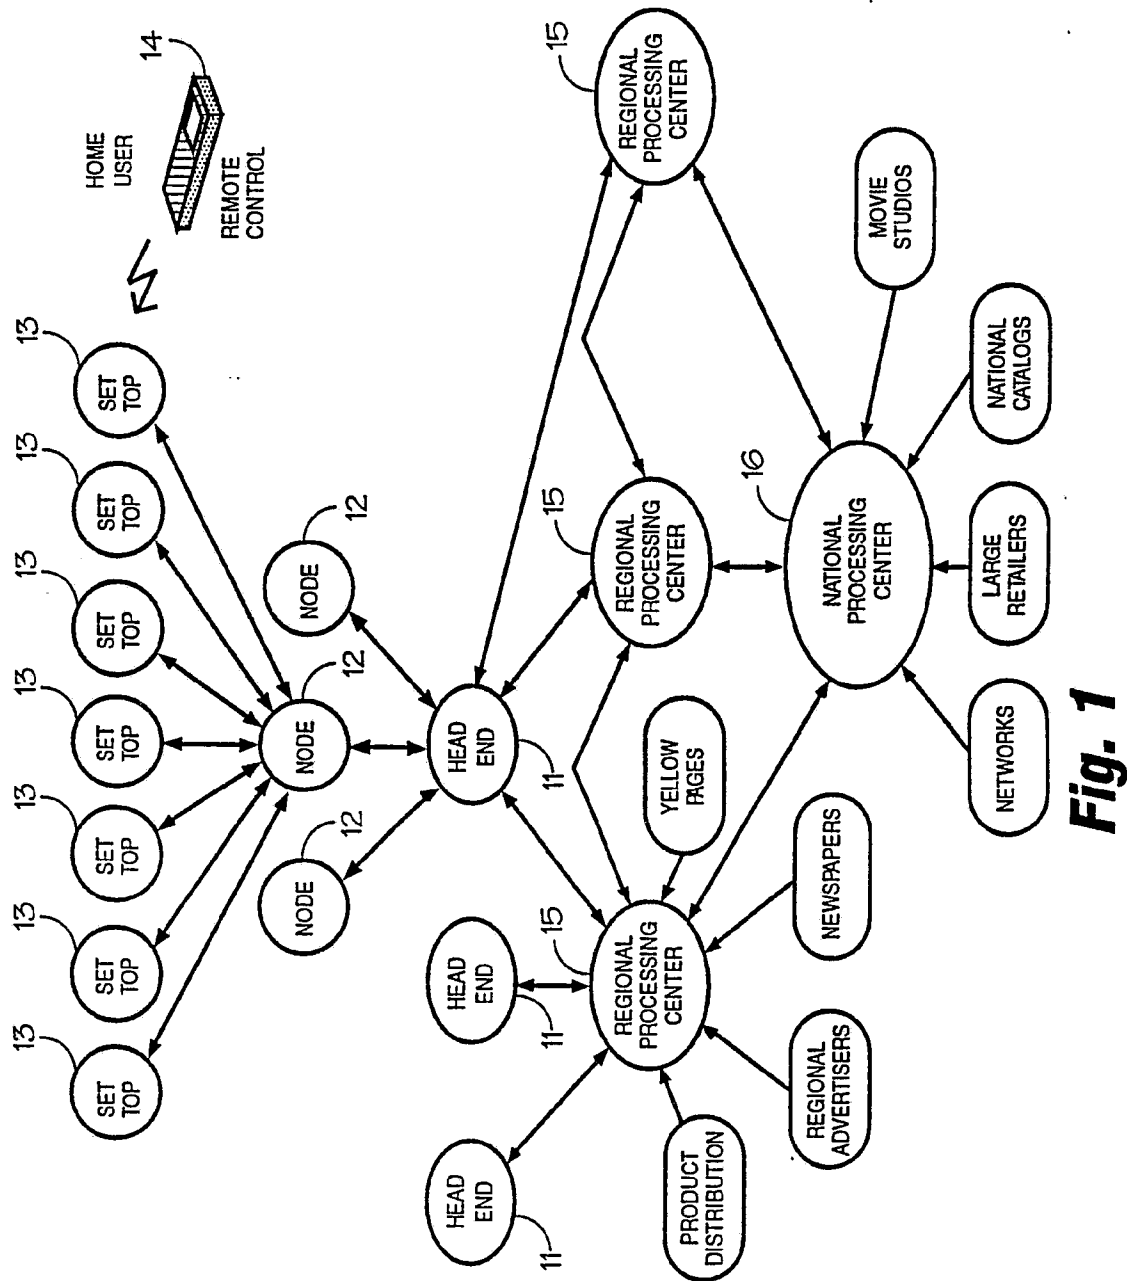 13
SET
TOP
13
SET
TOP
13
SET
TOP
13
SET
TOP
13
SET
TOP
13
SET
TOP
13
SET
TOP
HOME
USER
14
REMOTE
CONTROL
NODE
12
NODE
12
NODE
12
HEAD
END
11
HEAD
END
11
HEAD
END
11
15
REGIONAL
PROCESSING
CENTER
15
REGIONAL
PROCESSING
CENTER
15
REGIONAL
PROCESSING
CENTER
YELLOW
PAGES
PRODUCT
DISTRIBUTION
REGIONAL
ADVERTISERS
NEWSPAPERS
16
NATIONAL
PROCESSING
CENTER
MOVIE
STUDIOS
NETWORKS
LARGE
RETAILERS
NATIONAL
CATALOGS
Fig. 1